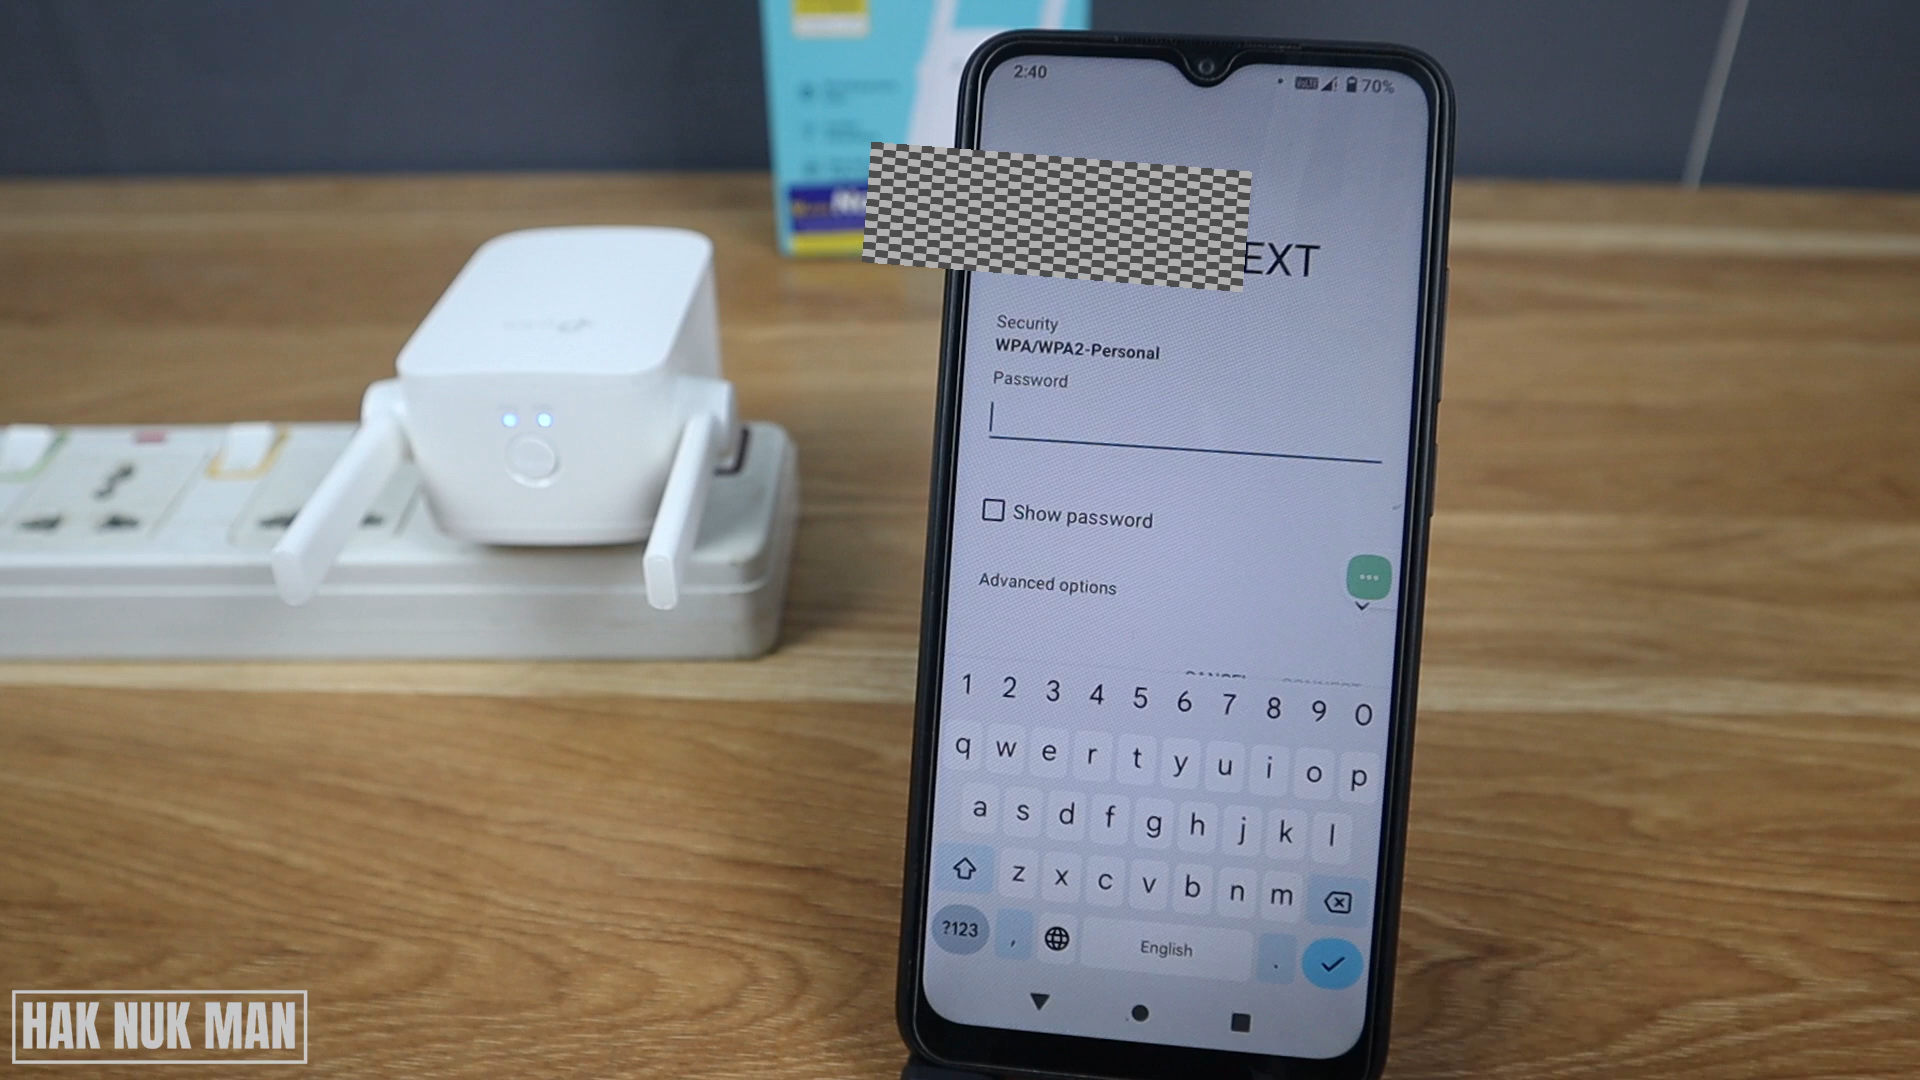 2:40
70%
EXT
Security
WPA/WPA2-Personal
Password
Show password
Advanced options
1 2 3 4 5 6 7 8 9 0
q w e r t y u i o p
a s d f g h j k l
z x c v b n m
?123 , English .
HAK NUK MAN